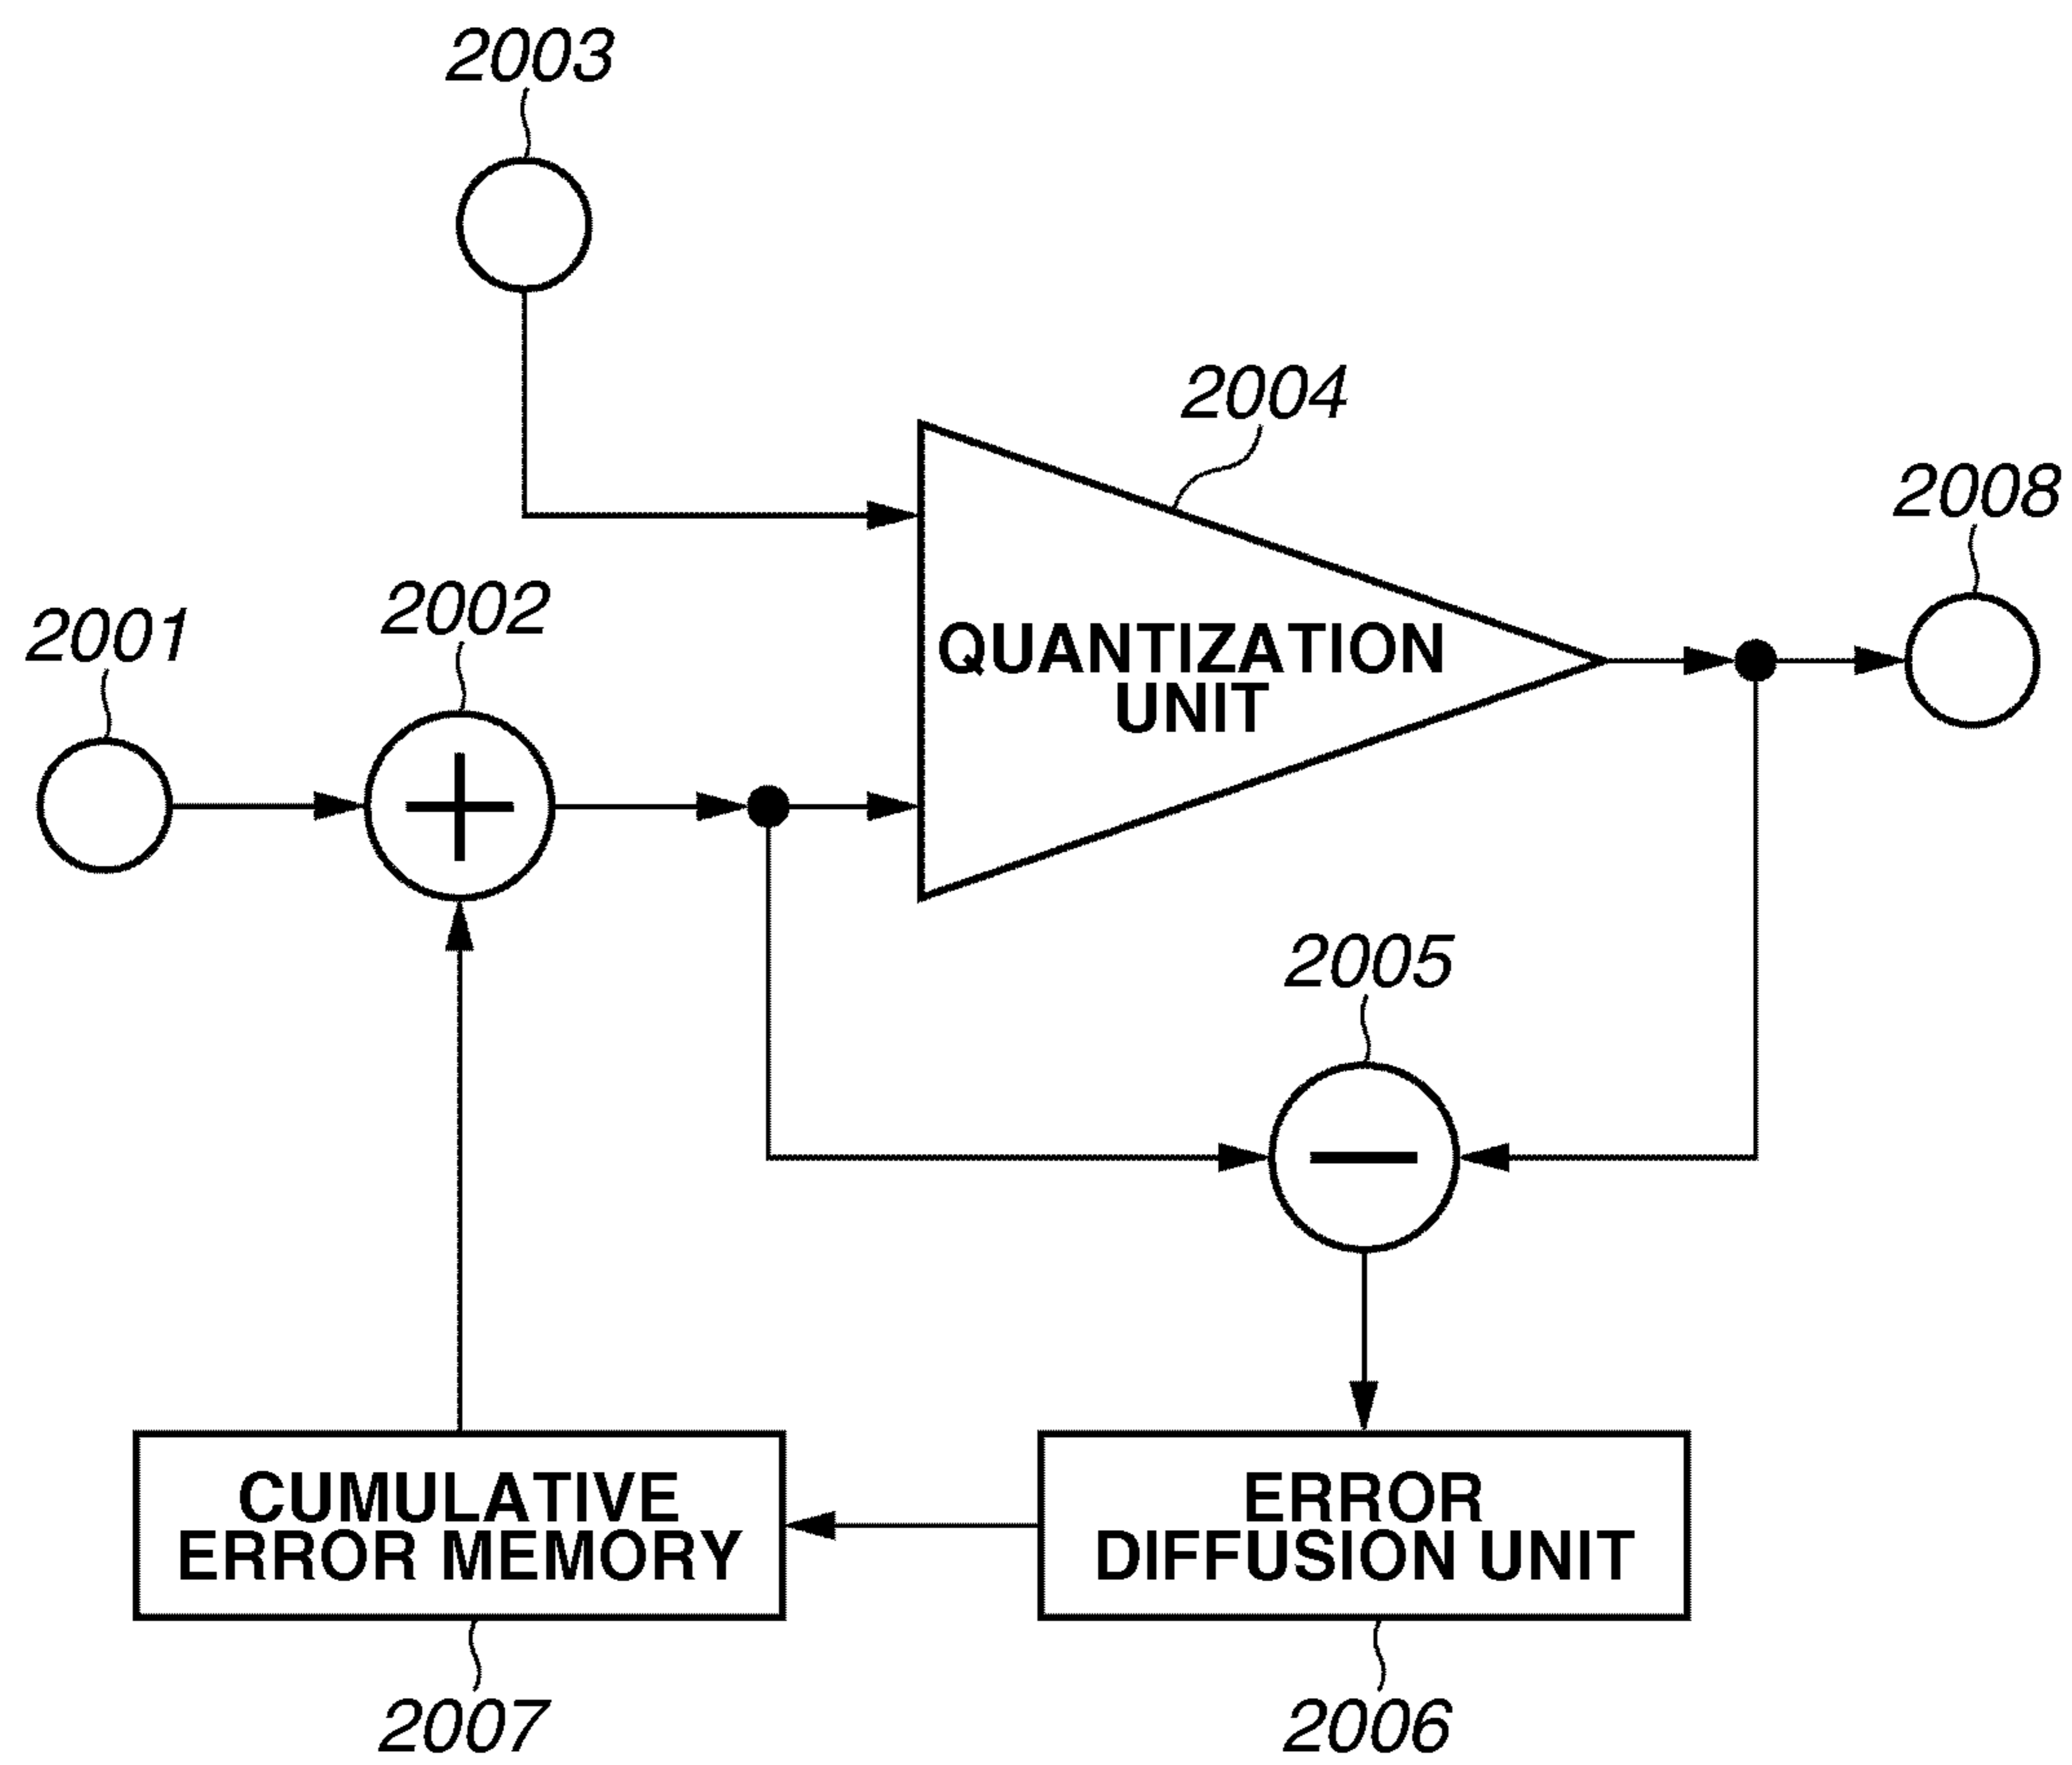 2003
2004
2008
2002
2001
QUANTIZATION
UNIT
2005
CUMULATIVE
ERROR MEMORY
ERROR
DIFFUSION UNIT
2007
2006